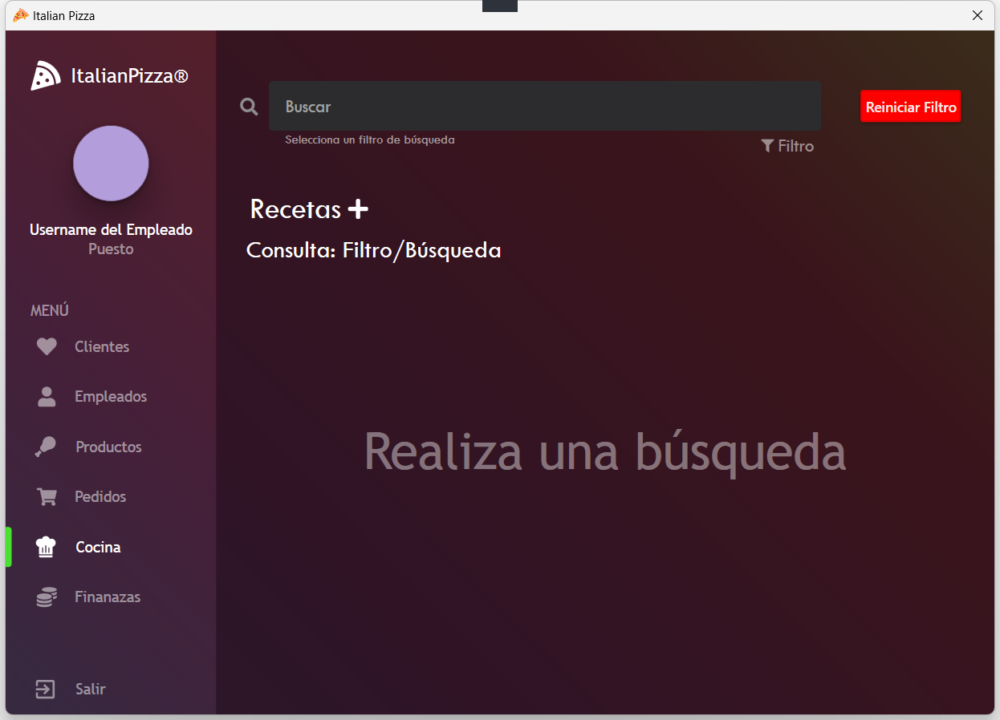 Italian Pizza
ItalianPizza®
Username del Empleado
Puesto
MENÚ
Clientes
Empleados
Productos
Pedidos
Cocina
Finanazas
Salir
Buscar
Reiniciar Filtro
Selecciona un filtro de búsqueda
Filtro
Recetas
Consulta: Filtro/Búsqueda
Realiza una búsqueda